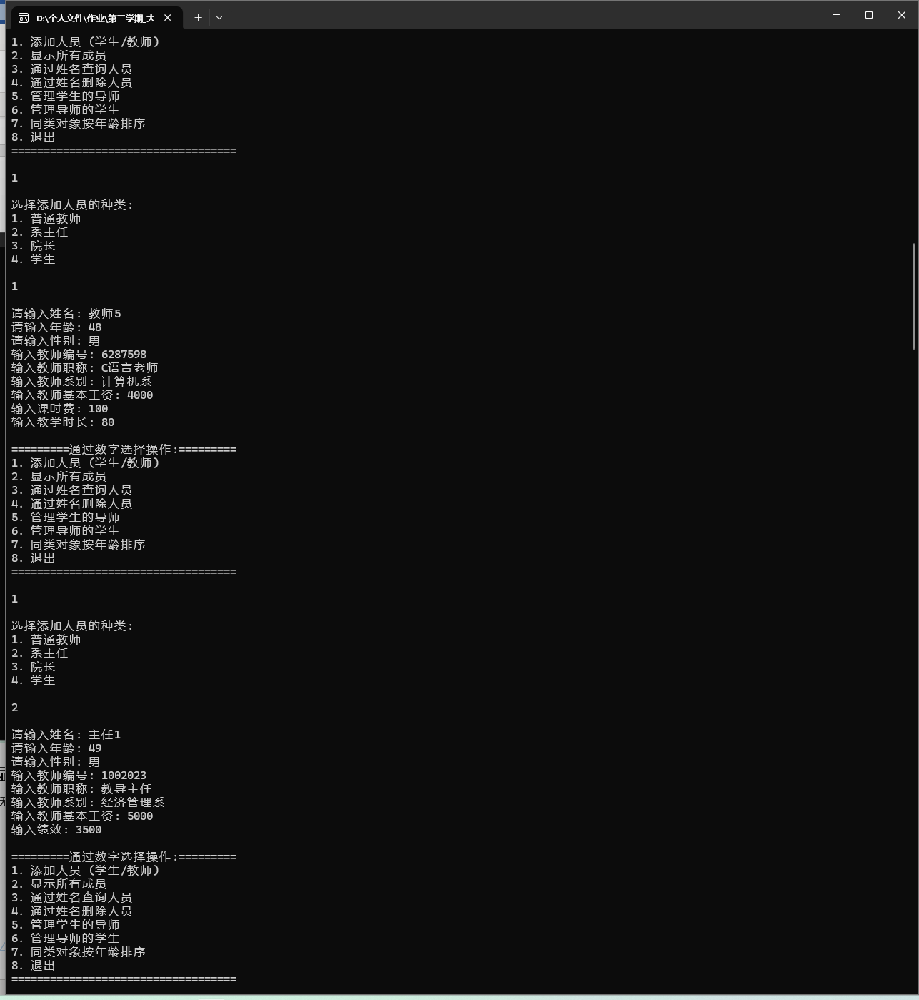 D:\个人文件\作业\第二学期_大
1. 添加人员 (学生/教师)
2. 显示所有成员
3. 通过姓名查询人员
4. 通过姓名删除人员
5. 管理学生的导师
6. 管理导师的学生
7. 同类对象按年龄排序
8. 退出
===================================
1
选择添加人员的种类:
1. 普通教师
2. 系主任
3. 院长
4. 学生
1
请输入姓名: 教师5
请输入年龄: 48
请输入性别: 男
输入教师编号: 6287598
输入教师职称: C语言老师
输入教师系别: 计算机系
输入教师基本工资: 4000
输入课时费: 100
输入教学时长: 80
=========通过数字选择操作:=========
1. 添加人员 (学生/教师)
2. 显示所有成员
3. 通过姓名查询人员
4. 通过姓名删除人员
5. 管理学生的导师
6. 管理导师的学生
7. 同类对象按年龄排序
8. 退出
===================================
1
选择添加人员的种类:
1. 普通教师
2. 系主任
3. 院长
4. 学生
2
请输入姓名: 主任1
请输入年龄: 49
请输入性别: 男
输入教师编号: 1002023
输入教师职称: 教导主任
输入教师系别: 经济管理系
输入教师基本工资: 5000
输入绩效: 3500
=========通过数字选择操作:=========
1. 添加人员 (学生/教师)
2. 显示所有成员
3. 通过姓名查询人员
4. 通过姓名删除人员
5. 管理学生的导师
6. 管理导师的学生
7. 同类对象按年龄排序
8. 退出
===================================